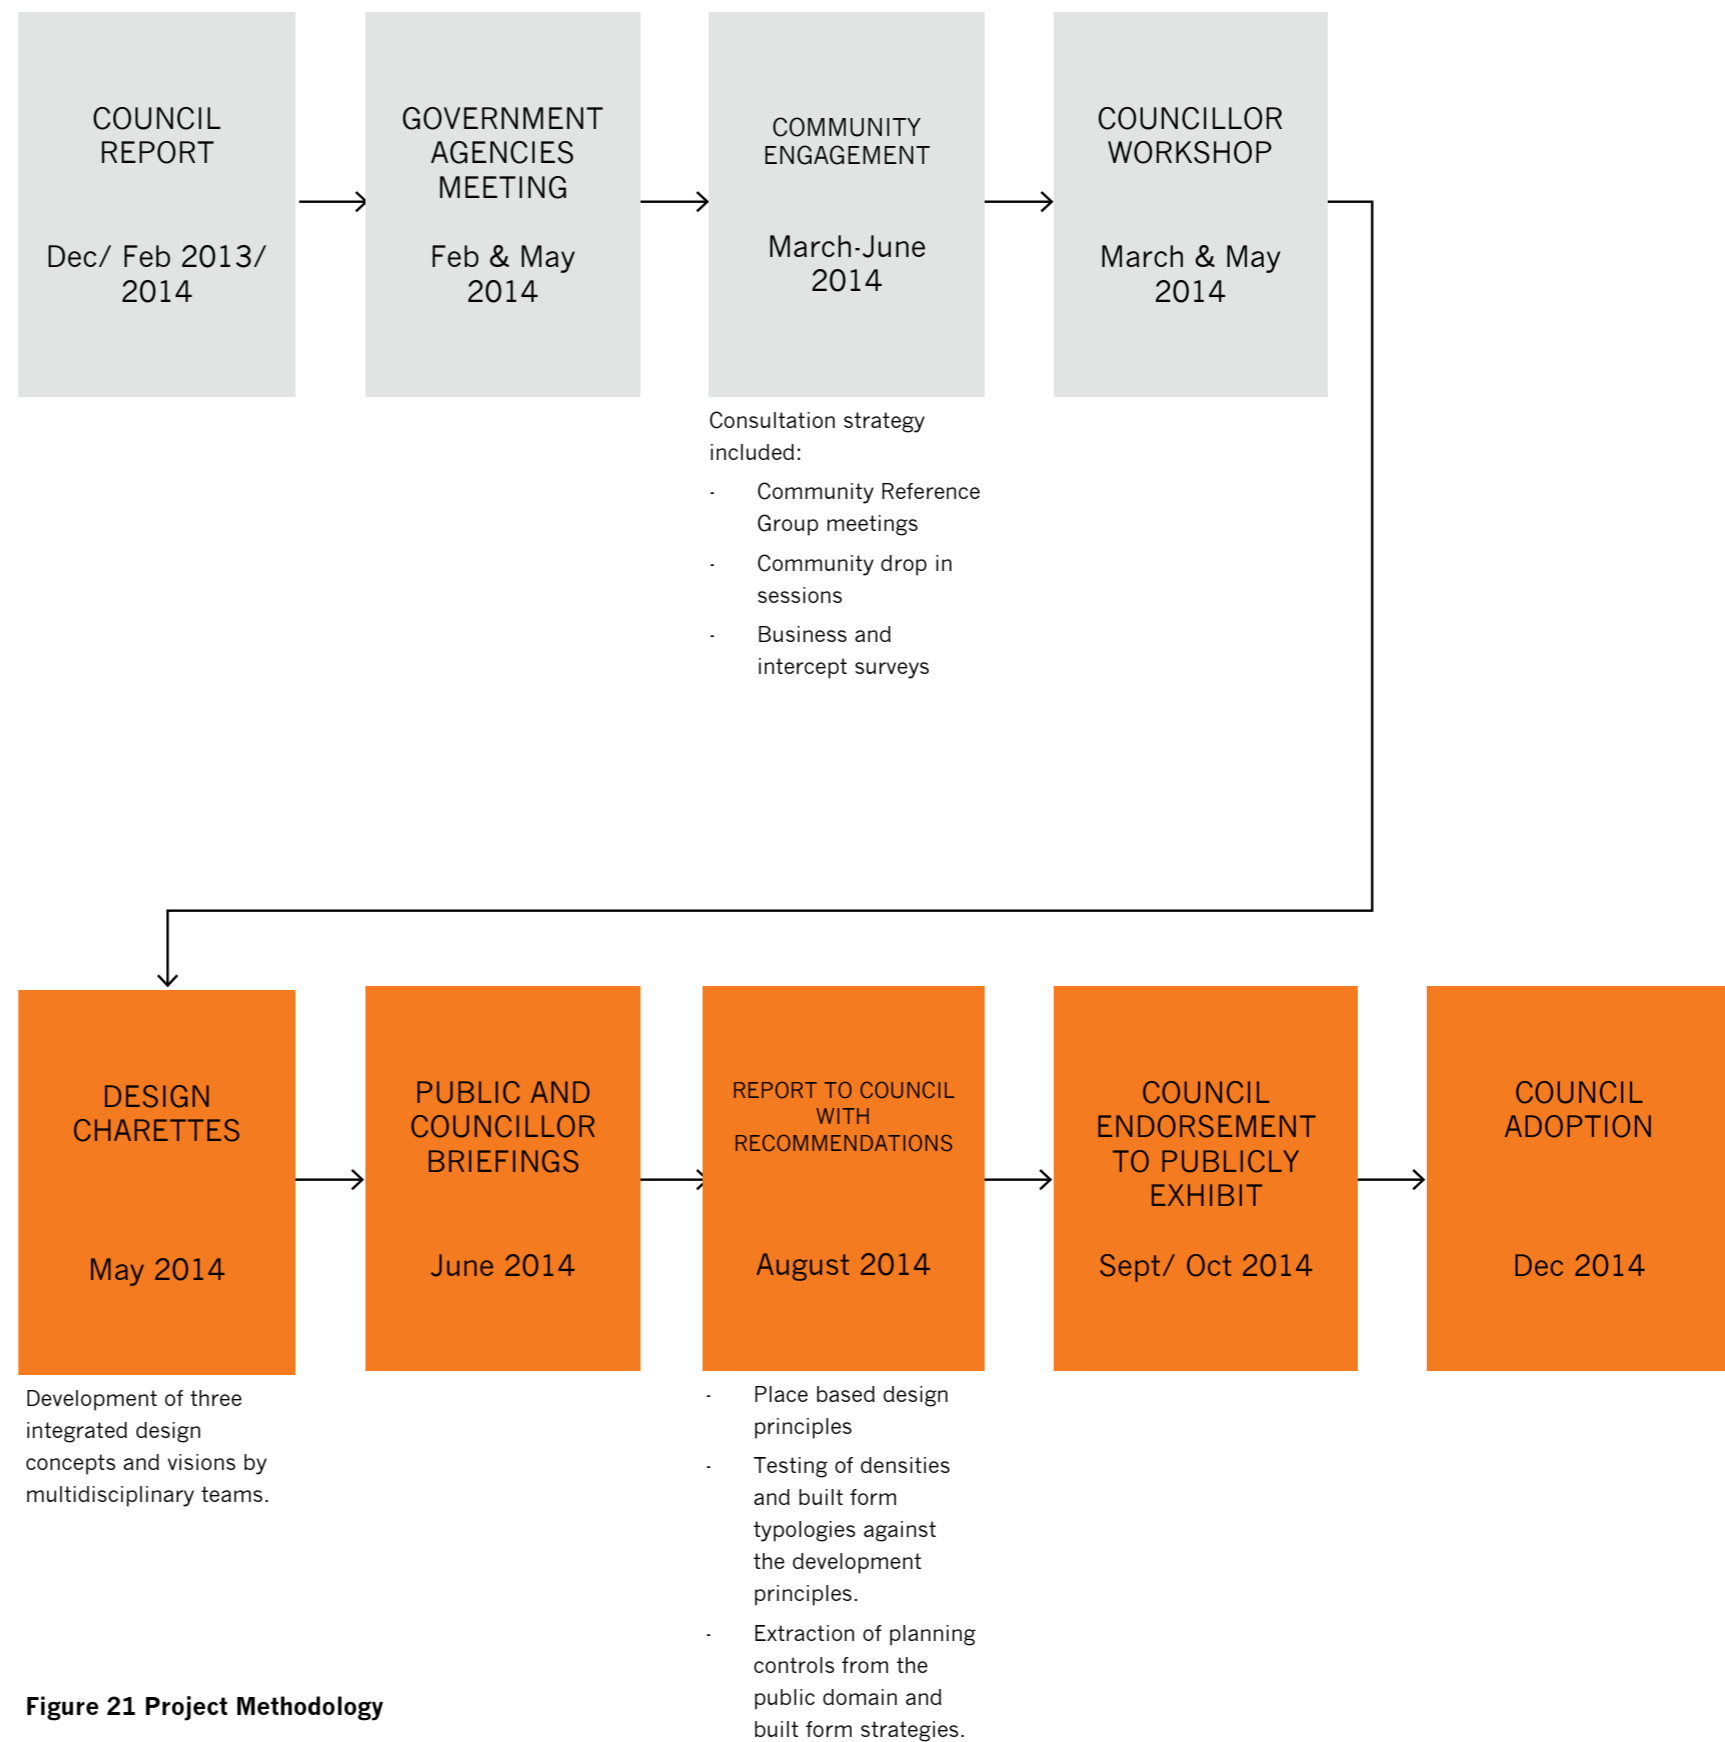 COUNCIL
REPORT
Dec/ Feb 2013/
2014
GOVERNMENT
AGENCIES
MEETING
Feb & May
2014
COMMUNITY
ENGAGEMENT
March-June
2014
COUNCILLOR
WORKSHOP
March & May
2014
Consultation strategy
included:
- Community Reference
Group meetings
- Community drop in
sessions
- Business and
intercept surveys
DESIGN
CHARETTES
May 2014
PUBLIC AND
COUNCILLOR
BRIEFINGS
June 2014
REPORT TO COUNCIL
WITH
RECOMMENDATIONS
August 2014
COUNCIL
ENDORSEMENT
TO PUBLICLY
EXHIBIT
Sept/ Oct 2014
COUNCIL
ADOPTION
Dec 2014
Development of three
integrated design
concepts and visions by
multidisciplinary teams.
- Place based design
principles
- Testing of densities
and built form
typologies against
the development
principles.
- Extraction of planning
controls from the
public domain and
built form strategies.
Figure 21 Project Methodology